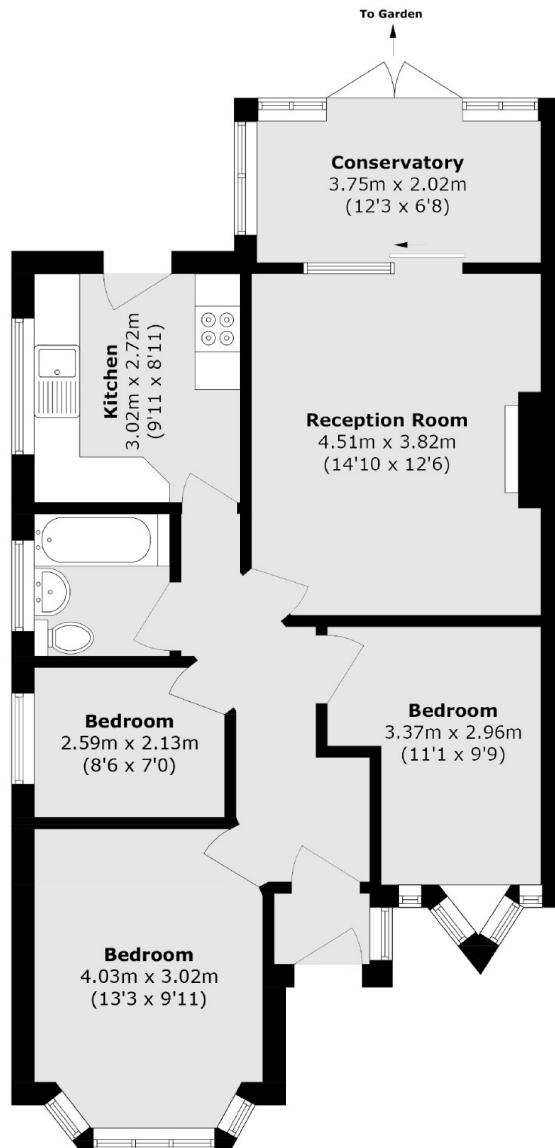 To Garden
Conservatory
3.75m x 2.02m
(12'3 x 6'8)
Kitchen
3.02m x 2.72m
(9'11 x 8'11)
Reception Room
4.51m x 3.82m
(14'10 x 12'6)
Bedroom
2.59m x 2.13m
(8'6 x 7'0)
Bedroom
3.37m x 2.96m
(11'1 x 9'9)
Bedroom
4.03m x 3.02m
(13'3 x 9'11)